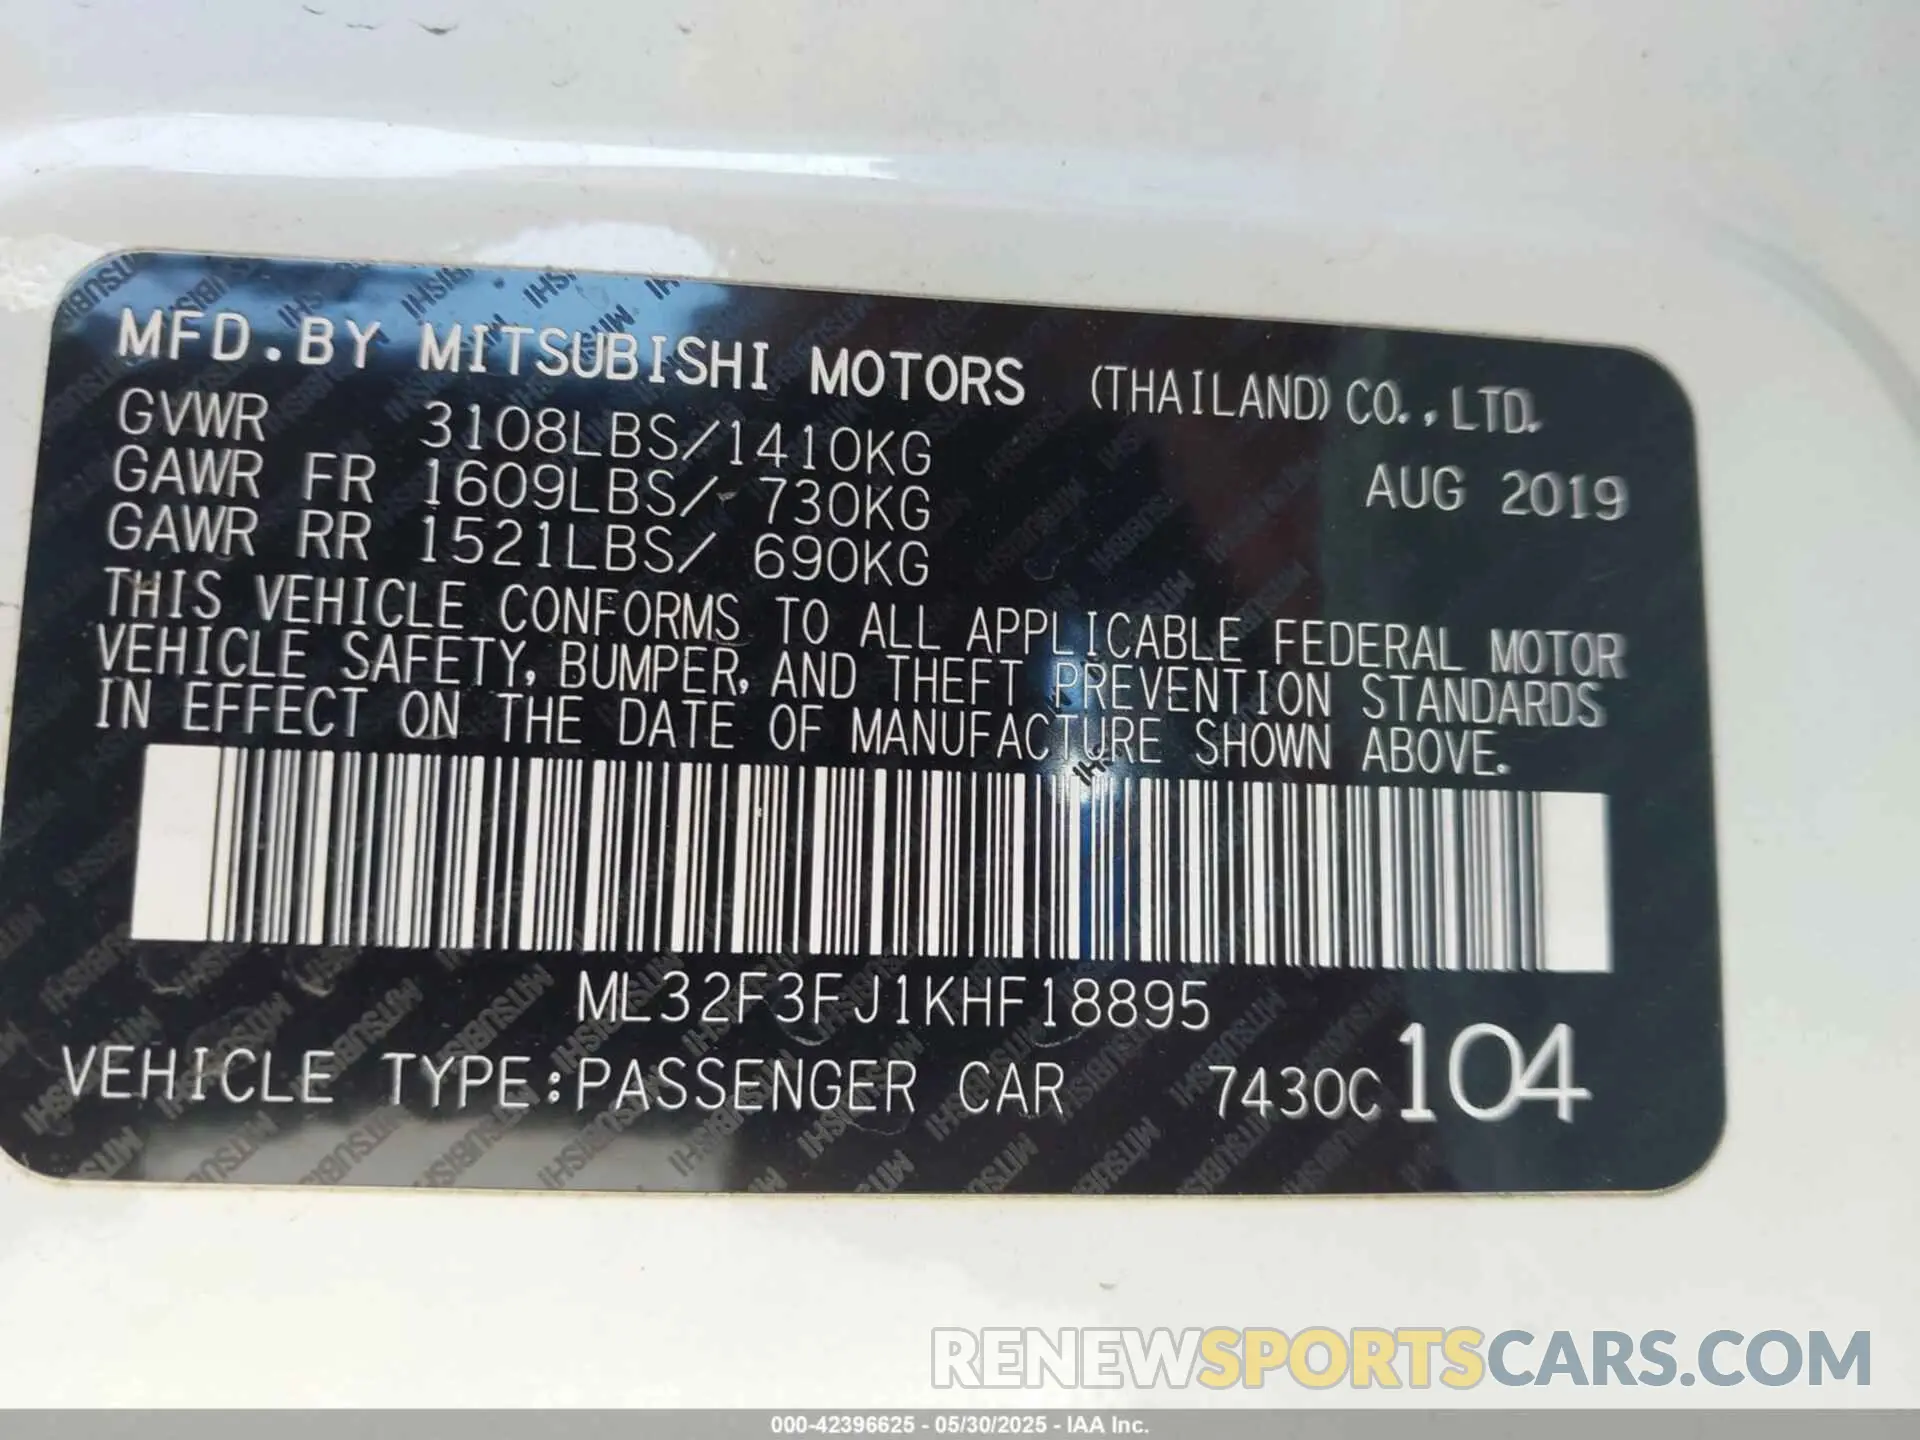 MFD.BY MITSUBISHI MOTORS (THAILAND) CO.,LTD.
GVWR 3108LBS/1410KG
GAWR FR 1609LBS/ 730KG AUG 2019
GAWR RR 1521LBS/ 690KG
THIS VEHICLE CONFORMS TO ALL APPLICABLE FEDERAL MOTOR
VEHICLE SAFETY, BUMPER, AND THEFT PREVENTION STANDARDS
IN EFFECT ON THE DATE OF MANUFACTURE SHOWN ABOVE.
ML32F3FJ1KHF18895
VEHICLE TYPE:PASSENGER CAR 7430C 104
RENEWSPORTSCARS.COM
000-42396625 - 05/30/2025 - IAA Inc.